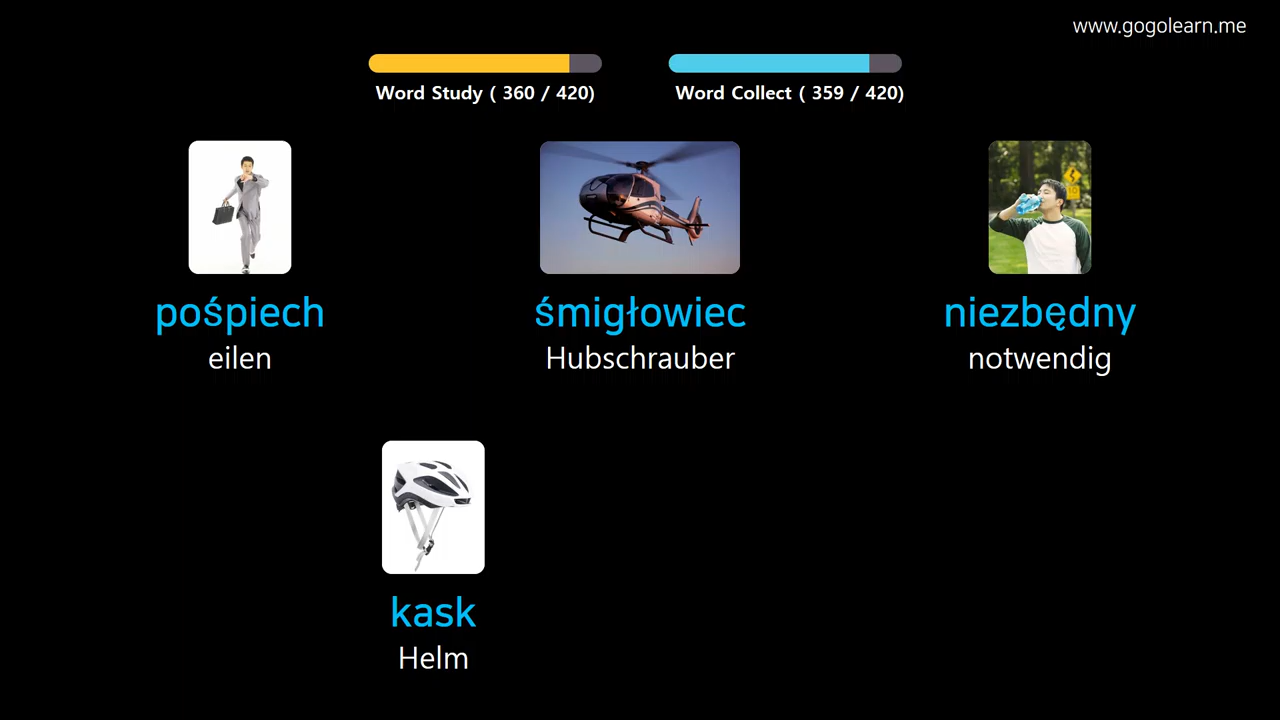 www.gogolearn.me
Word Study ( 360 / 420)
Word Collect ( 359 / 420)
pośpiech
eilen
śmigłowiec
Hubschrauber
niezbędny
notwendig
kask
Helm